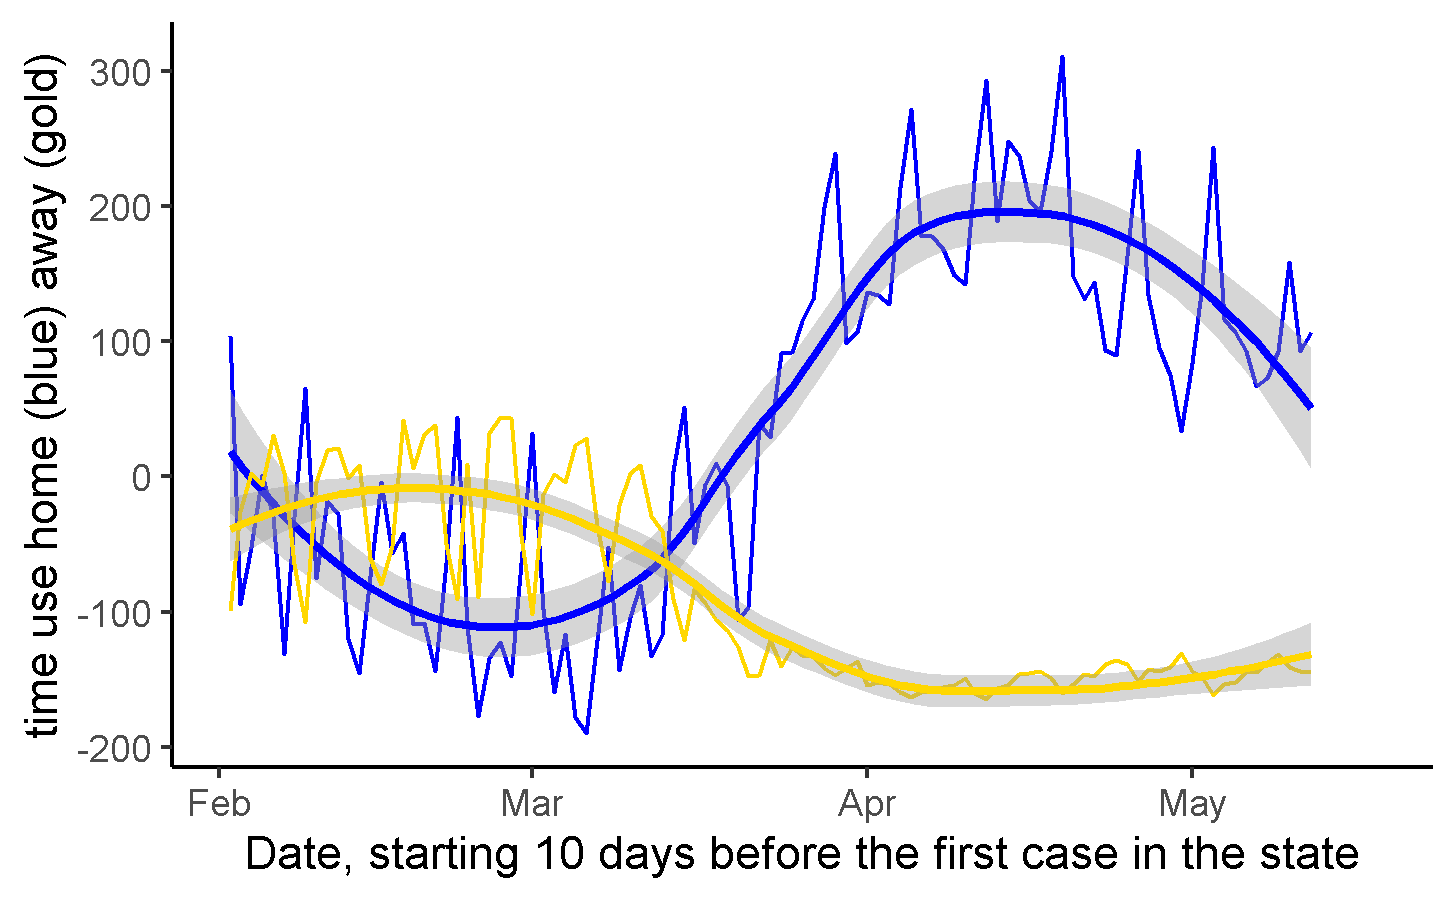 time use home (blue) away (gold)
300
200
100
0
-100
-200
Feb Mar Apr May
Date, starting 10 days before the first case in the state